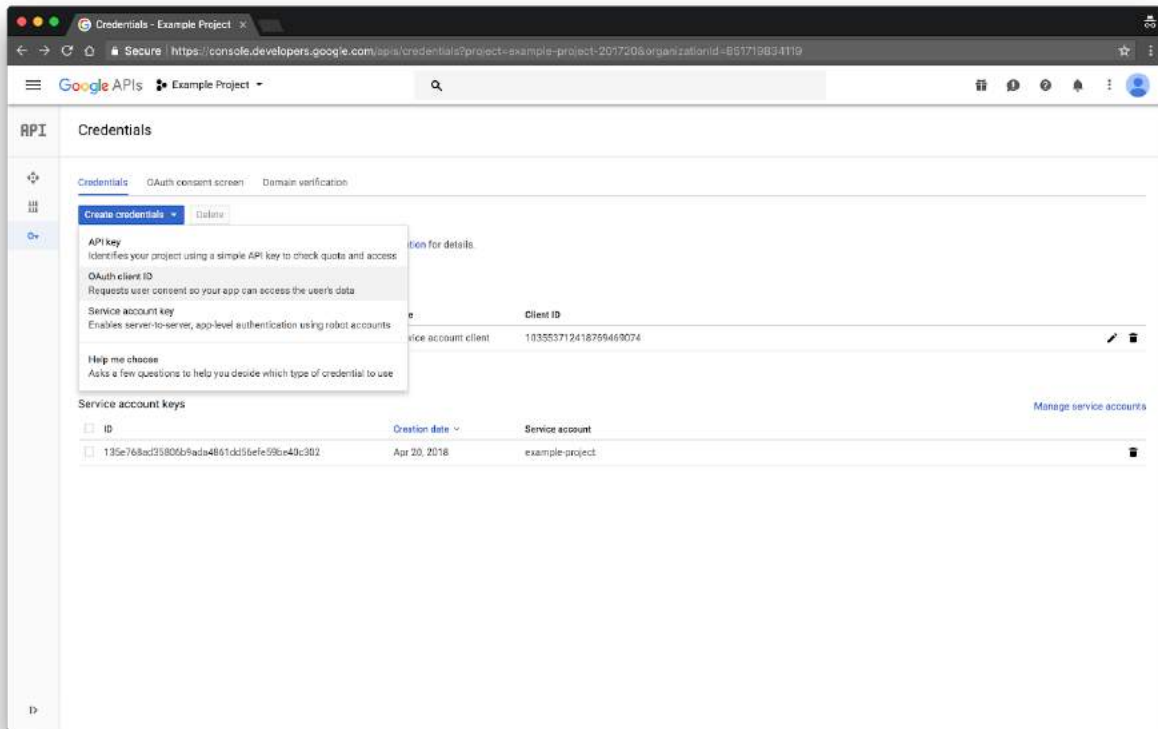 Credentials - Example Project
Secure https://console.developers.google.com/apis/credentials?project=example-project-201720&organizationId=851719834119
Google APIs Example Project
API Credentials
Credentials OAuth consent screen Domain verification
Create credentials Delete
API key
Identifies your project using a simple API key to check quota and access
for details.
OAuth client ID
Requests user consent so your app can access the user's data
Service account key
Enables server-to-server, app-level authentication using robot accounts
Client ID
account client 103553712418769469074
Help me choose
Asks a few questions to help you decide which type of credential to use
Service account keys Manage service accounts
ID Creation date Service account
135e768ad35806b9ada4861dd56efe59be40c302 Apr 20, 2018 example-project